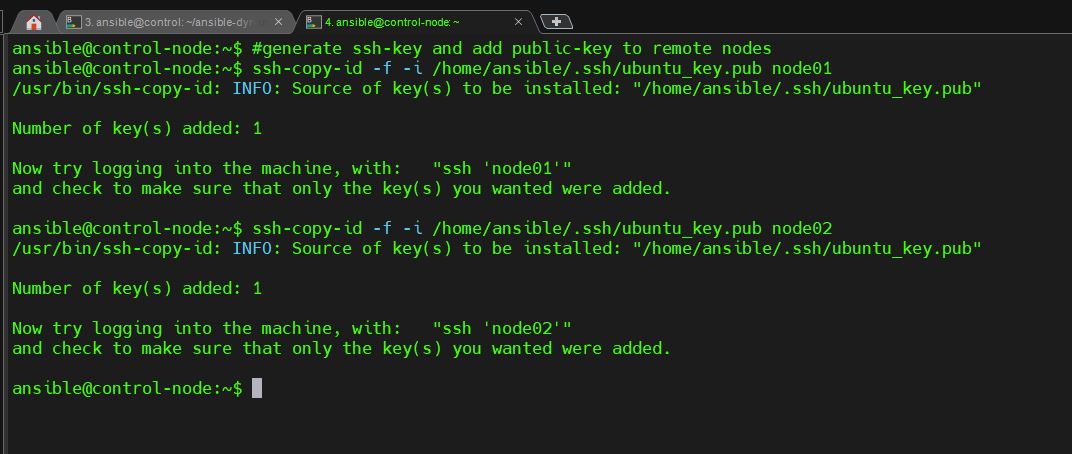 3. ansible@control: ~/ansible-dyn
4. ansible@control-node: ~
ansible@control-node:~$ #generate ssh-key and add public-key to remote nodes
ansible@control-node:~$ ssh-copy-id -f -i /home/ansible/.ssh/ubuntu_key.pub node01
/usr/bin/ssh-copy-id: INFO: Source of key(s) to be installed: "/home/ansible/.ssh/ubuntu_key.pub"
Number of key(s) added: 1
Now try logging into the machine, with:   "ssh 'node01'"
and check to make sure that only the key(s) you wanted were added.
ansible@control-node:~$ ssh-copy-id -f -i /home/ansible/.ssh/ubuntu_key.pub node02
/usr/bin/ssh-copy-id: INFO: Source of key(s) to be installed: "/home/ansible/.ssh/ubuntu_key.pub"
Number of key(s) added: 1
Now try logging into the machine, with:   "ssh 'node02'"
and check to make sure that only the key(s) you wanted were added.
ansible@control-node:~$